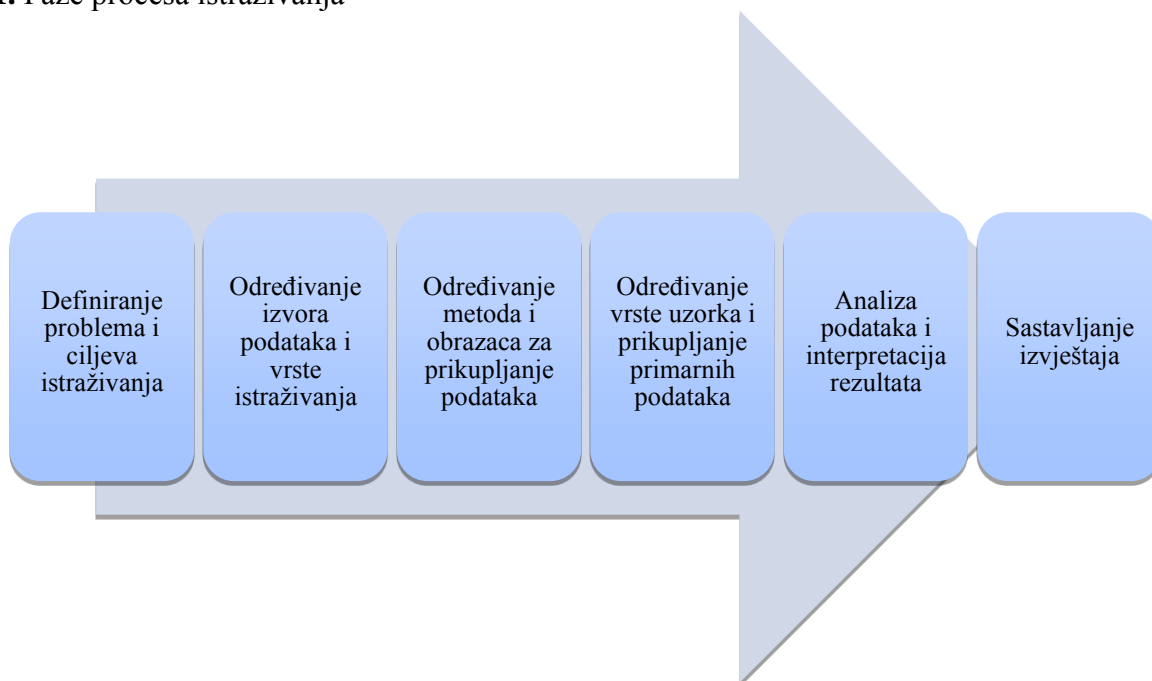 1. Faze procesa istraživanja
Definiranje
problema i
ciljeva
istraživanja
Određivanje
izvora
podataka i
vrste
istraživanja
Određivanje
metoda i
obrazaca za
prikupljanje
podataka
Određivanje
vrste uzorka i
prikupljanje
primarnih
podataka
Analiza
podataka i
interpretacija
rezultata
Sastavljanje
izvještaja